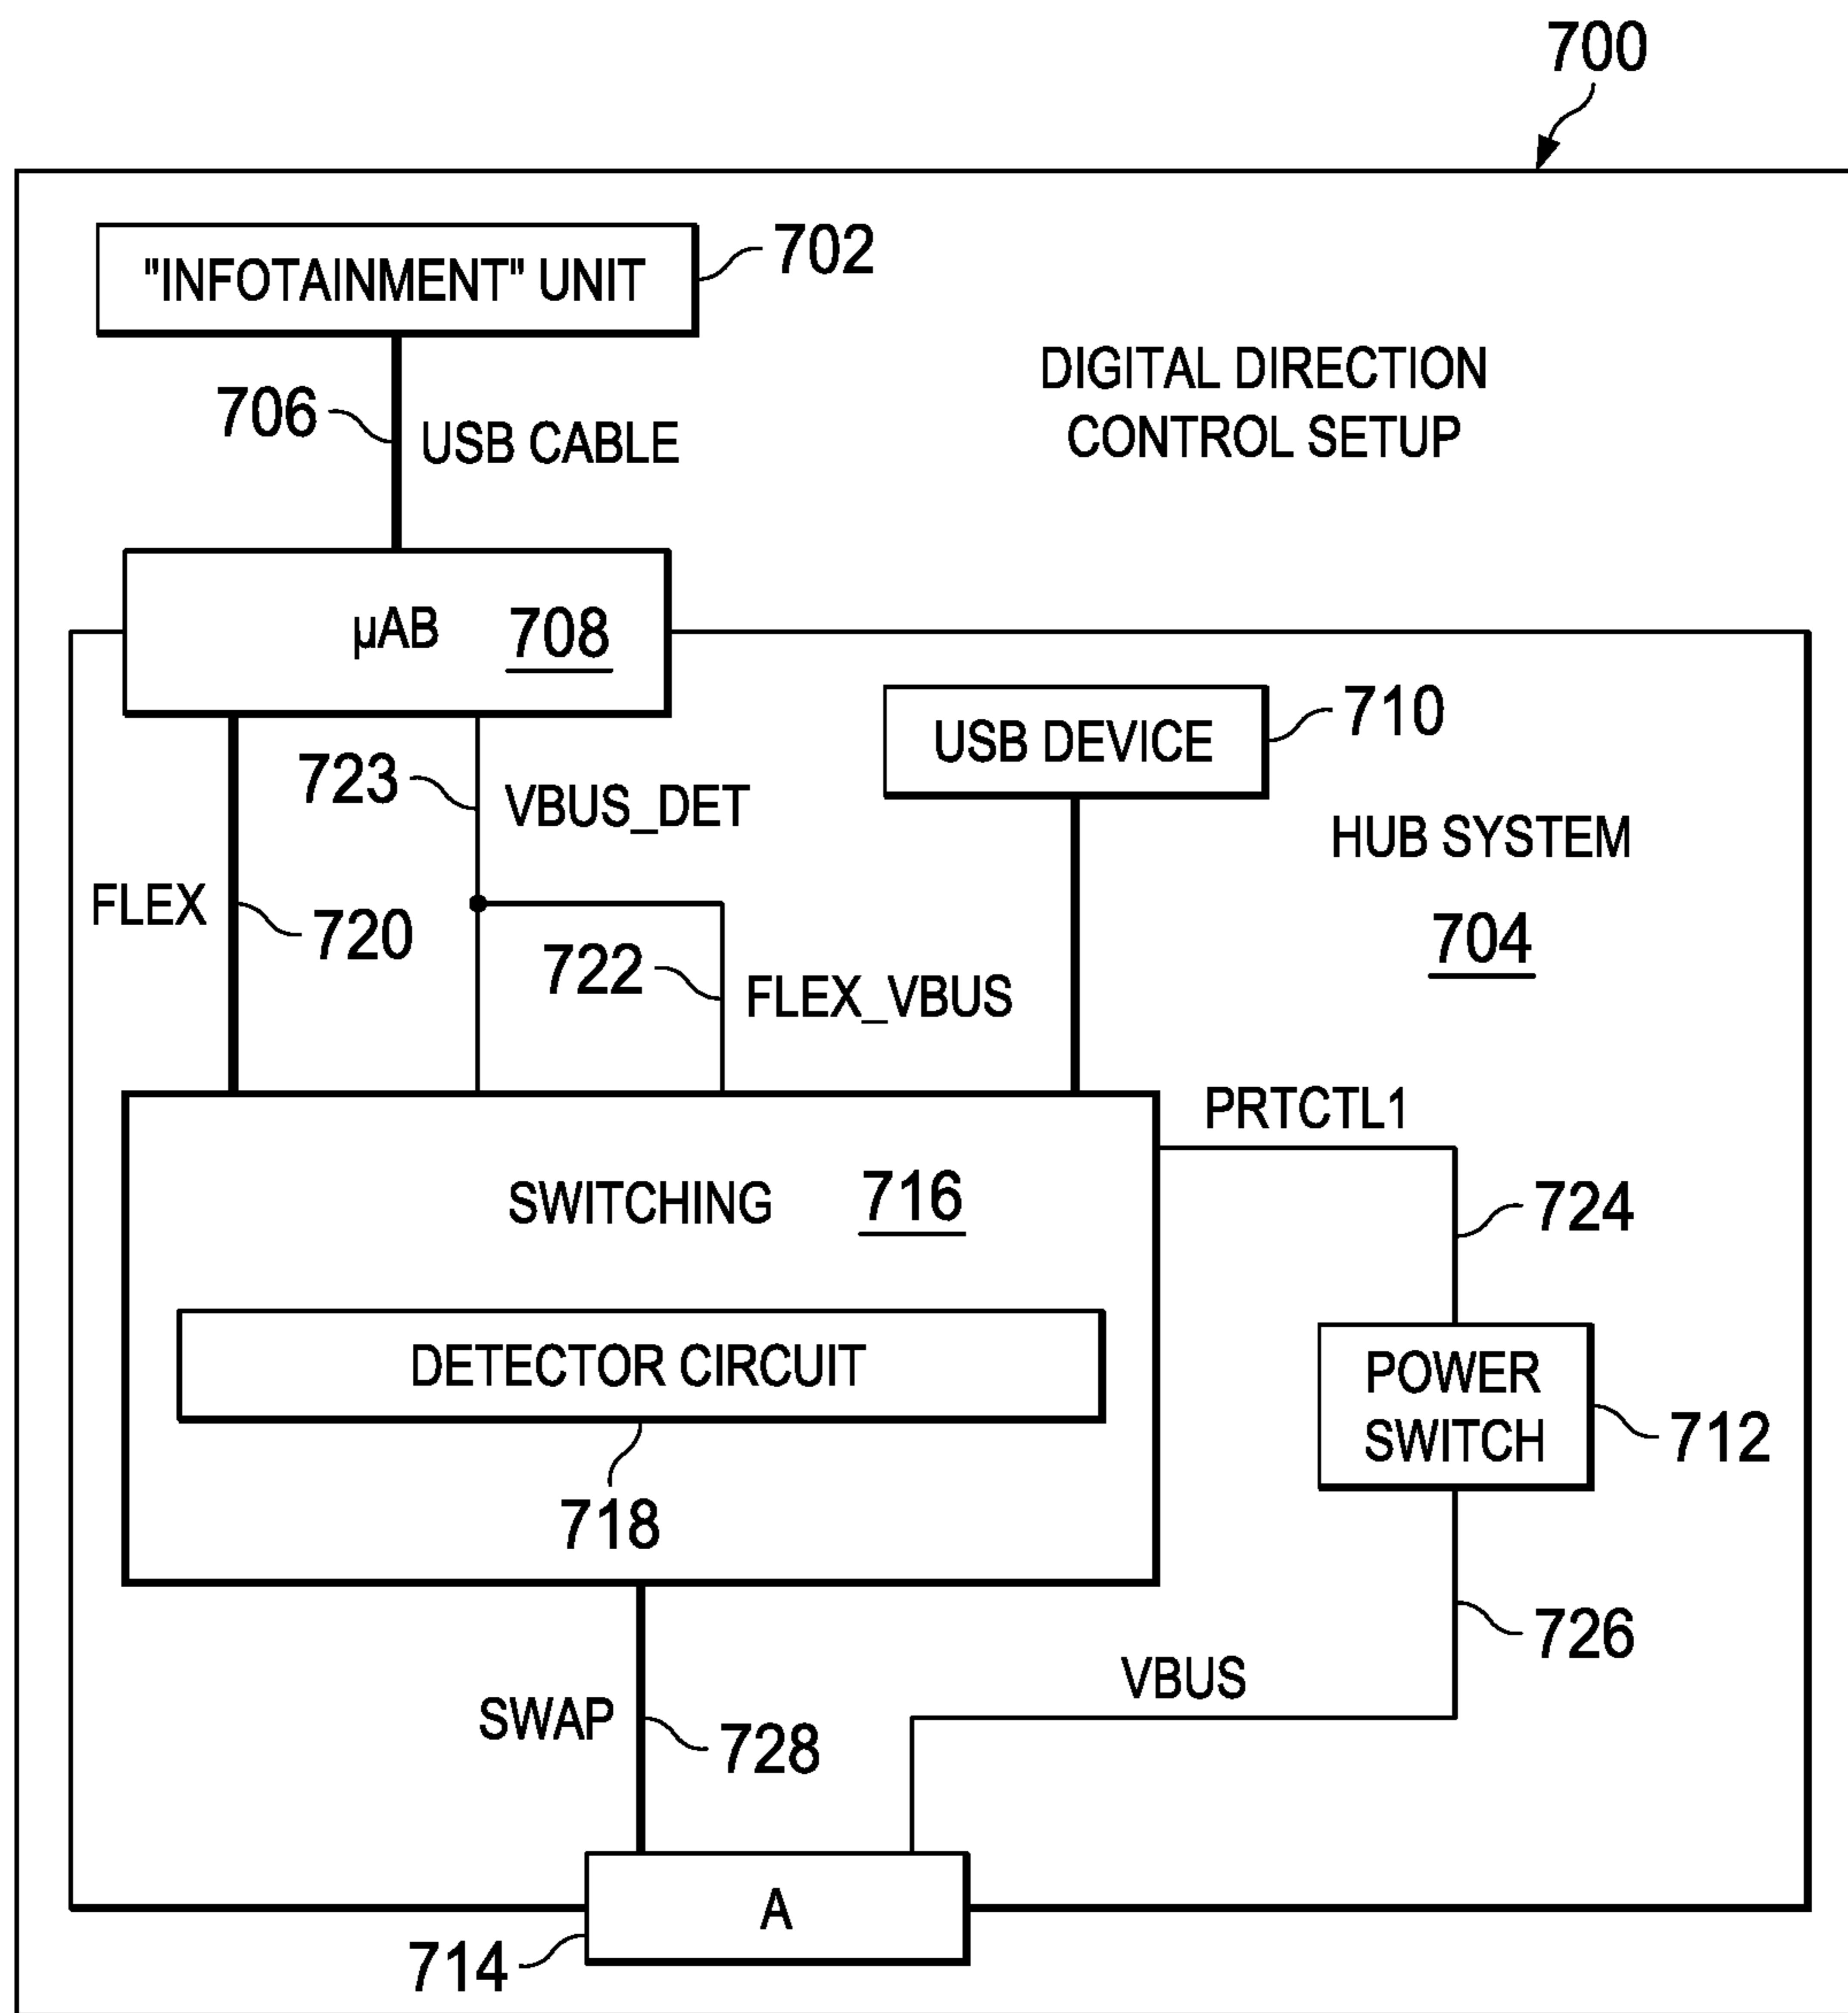 700
"INFOTAINMENT" UNIT
702
DIGITAL DIRECTION
CONTROL SETUP
706
USB CABLE
µAB 708
USB DEVICE
710
723
VBUS_DET
HUB SYSTEM
704
FLEX
720
722
FLEX_VBUS
PRTCTL1
SWITCHING 716
724
DETECTOR CIRCUIT
POWER
SWITCH
712
718
726
VBUS
SWAP
728
A
714